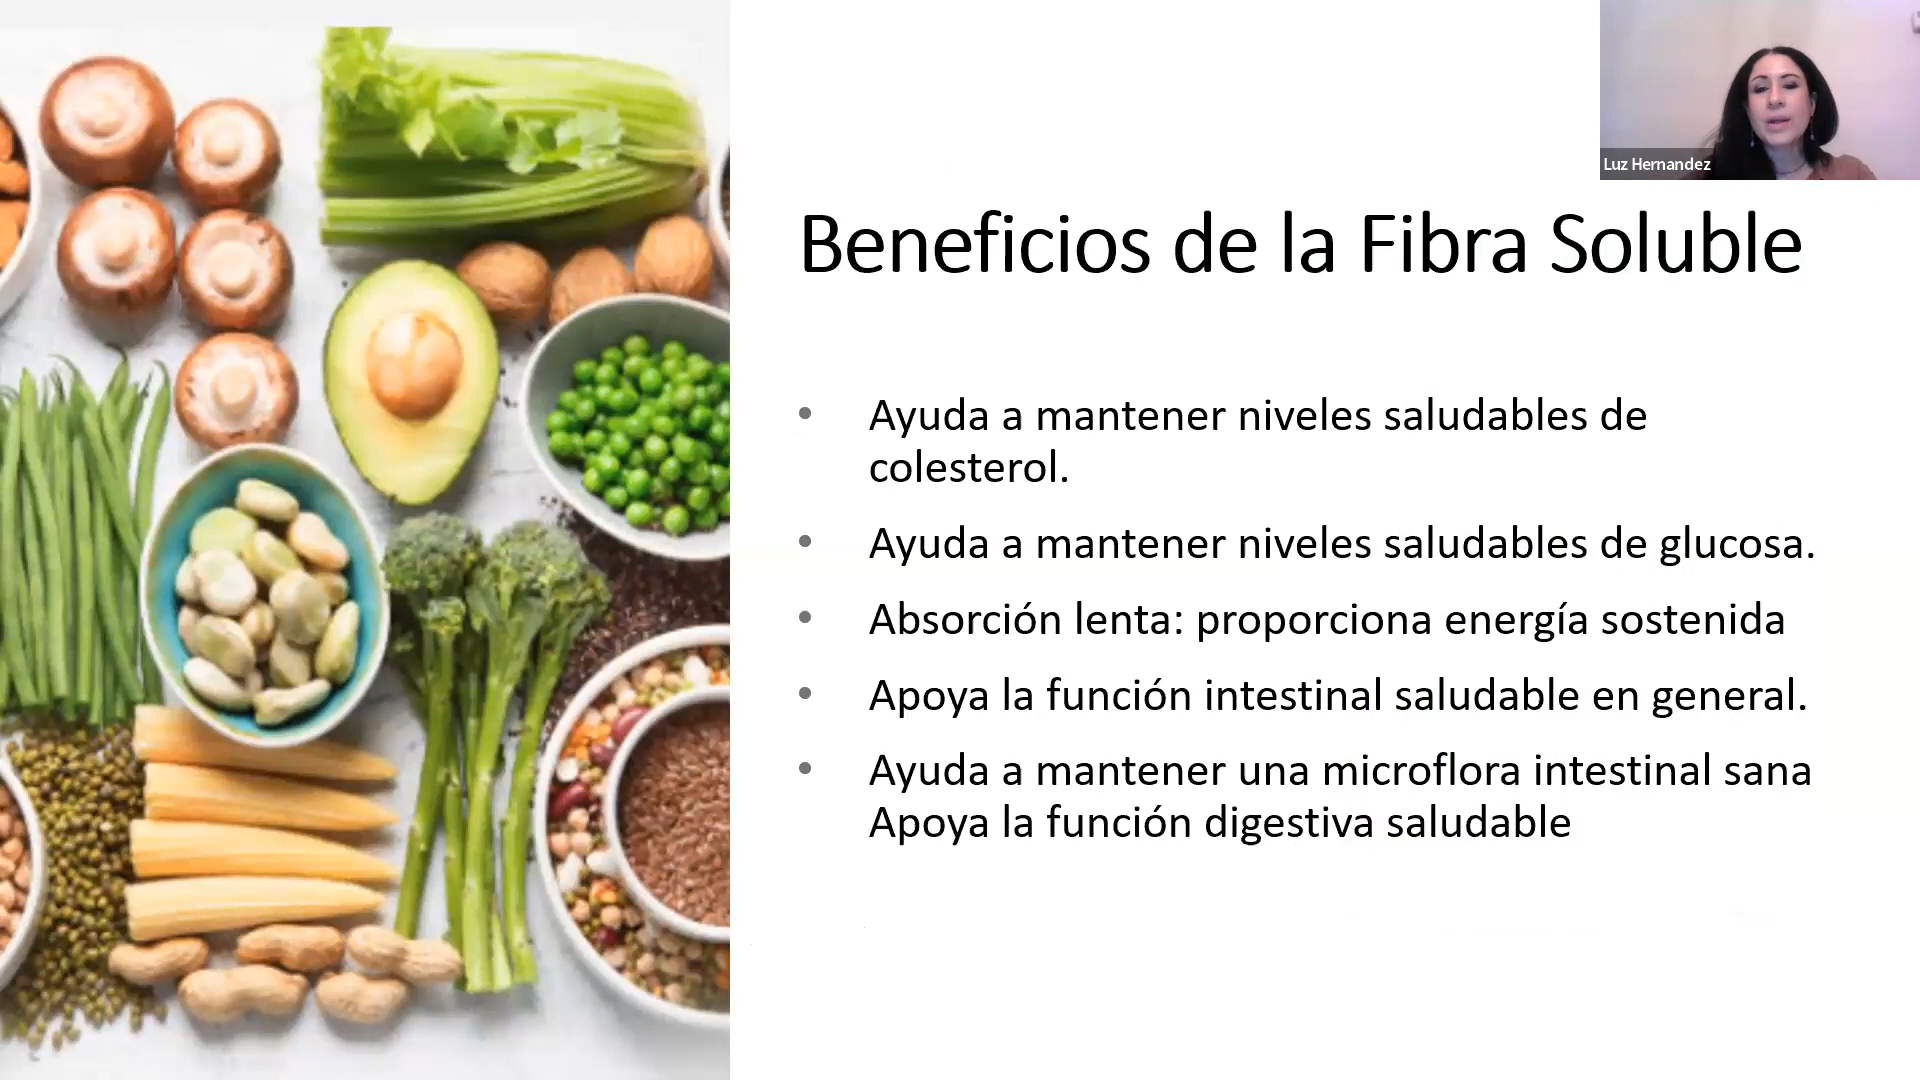 Luz Hernandez
Beneficios de la Fibra Soluble
• Ayuda a mantener niveles saludables de
colesterol.
• Ayuda a mantener niveles saludables de glucosa.
• Absorción lenta: proporciona energía sostenida
• Apoya la función intestinal saludable en general.
• Ayuda a mantener una microflora intestinal sana
Apoya la función digestiva saludable